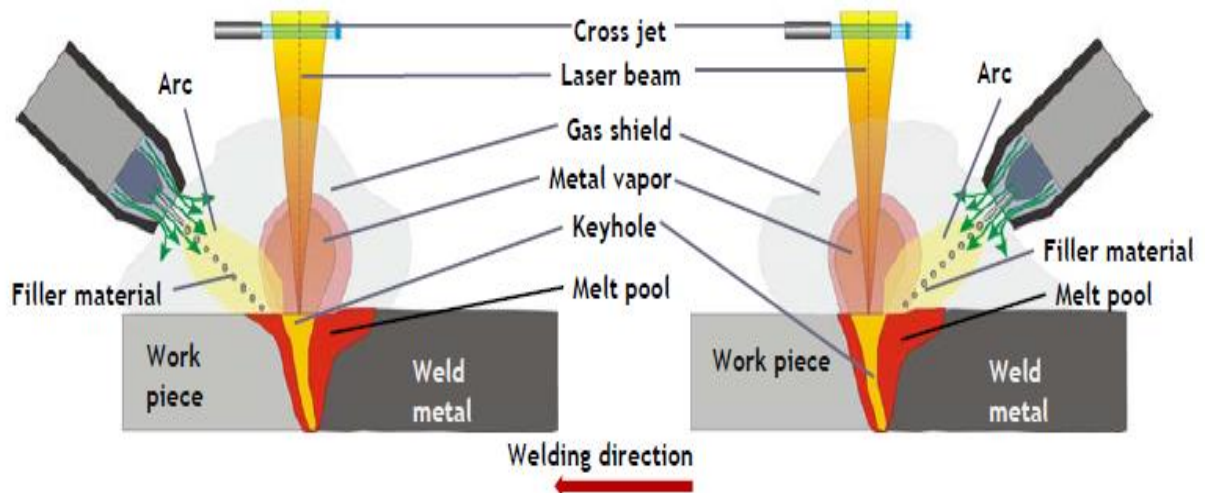 Cross jet
Arc
Laser beam
Arc
Gas shield
Metal vapor
Keyhole
Filler material
Filler material
Melt pool
Melt pool
Work
piece
Weld
metal
Work piece
Weld
metal
Welding direction